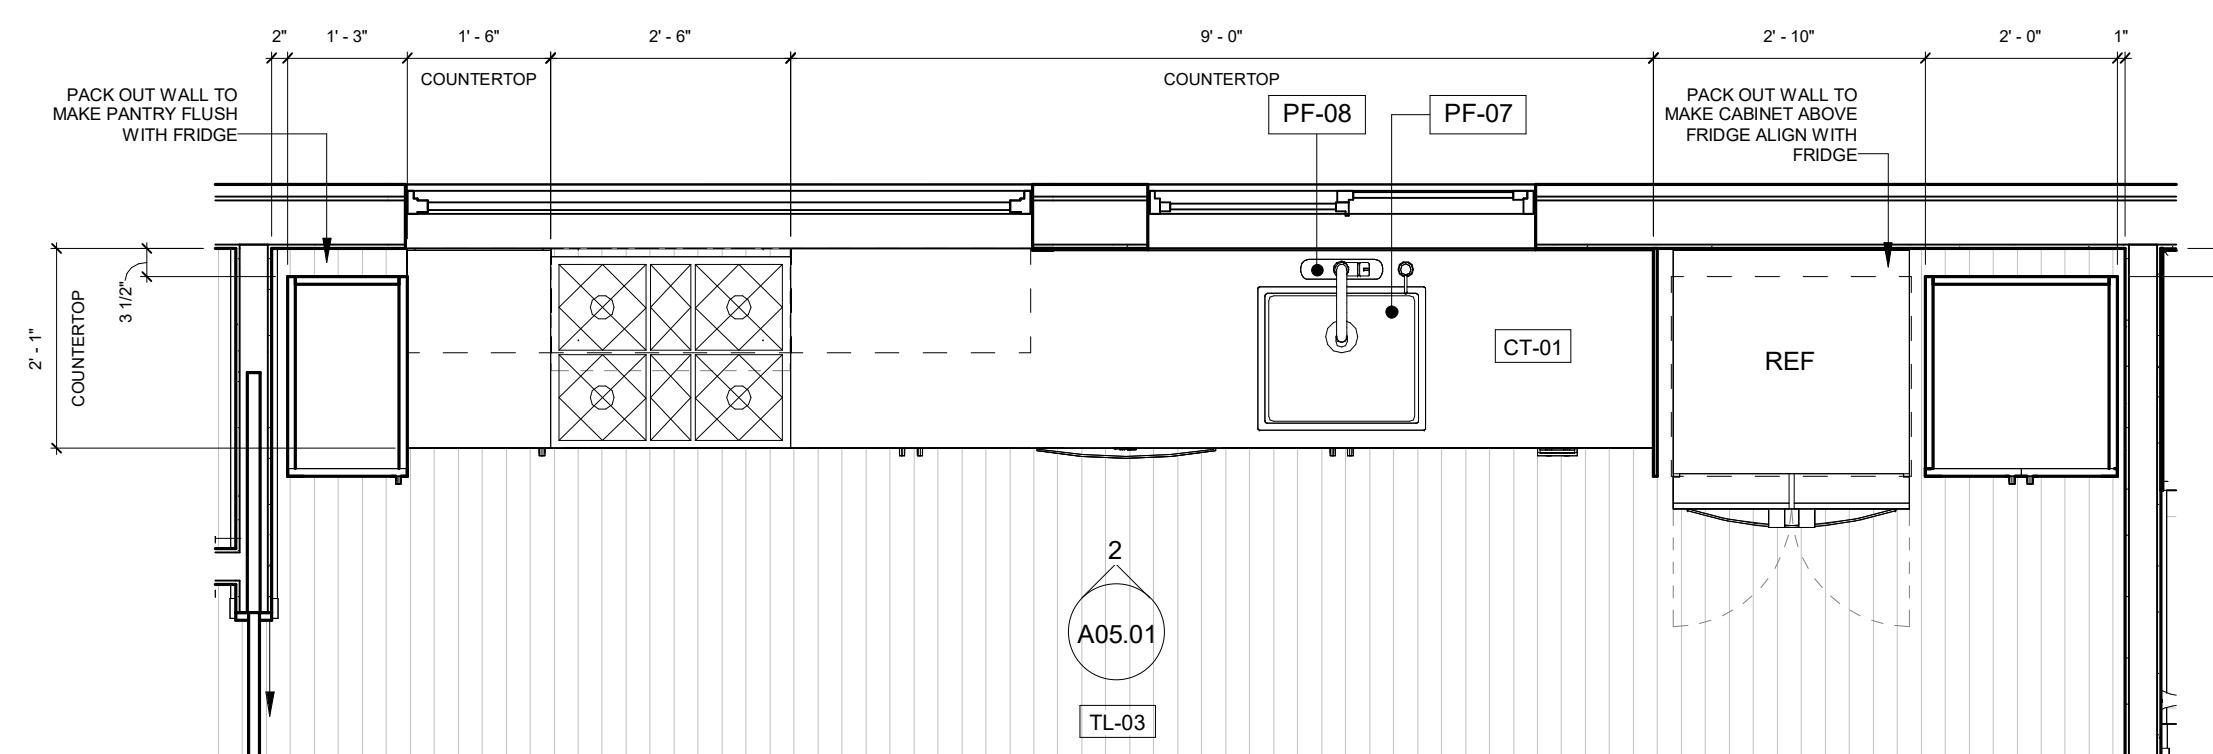 2"
1' - 3"
1' - 6"
2' - 6"
9' - 0"
2' - 10"
2' - 0"
1"
COUNTERTOP
COUNTERTOP
PACK OUT WALL TO
MAKE PANTRY FLUSH
WITH FRIDGE
PF-08
PF-07
PACK OUT WALL TO
MAKE CABINET ABOVE
FRIDGE ALIGN WITH
FRIDGE
3 1/2"
2' - 1"
COUNTERTOP
CT-01
REF
2
A05.01
TL-03